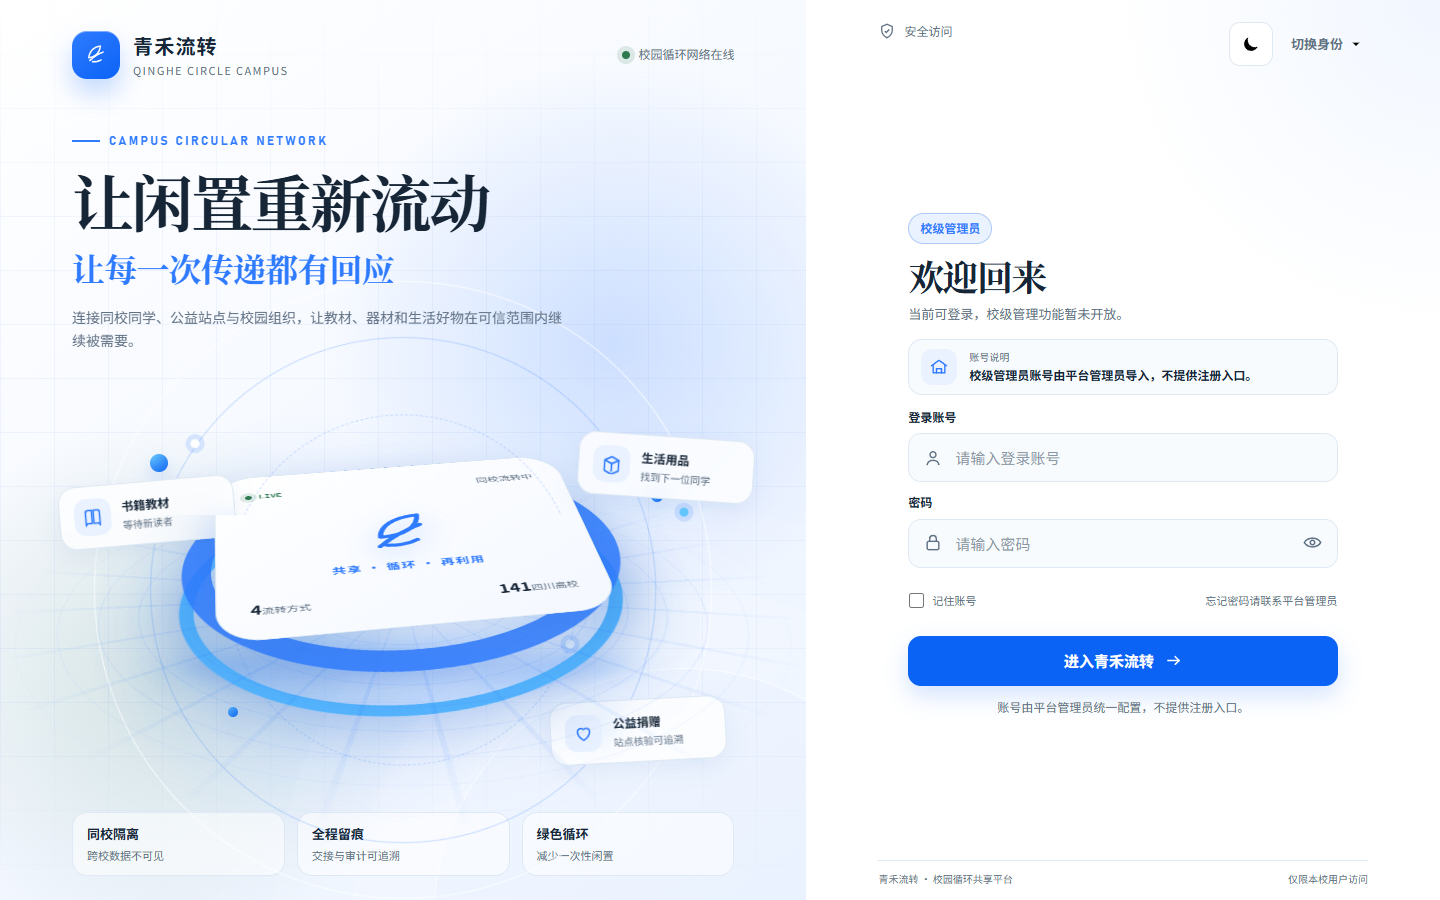 青禾流转
QINGHE CIRCLE CAMPUS
校园循环网络在线
CAMPUS CIRCULAR NETWORK
让闲置重新流动
让每一次传递都有回应
连接同校同学、公益站点与校园组织，让教材、器材和生活好物在可信范围内继
续被需要。
生活用品
找到下一位同学
同校流转中
LIVE
书籍教材
等待新读者
共享 · 循环 · 再利用
141四川高校
4流转方式
公益捐赠
站点核验可追溯
同校隔离
跨校数据不可见
全程留痕
交接与审计可追溯
绿色循环
减少一次性闲置
安全访问
切换身份
校级管理员
欢迎回来
当前可登录，校级管理功能暂未开放。
账号说明
校级管理员账号由平台管理员导入，不提供注册入口。
登录账号
请输入登录账号
密码
请输入密码
记住账号
忘记密码请联系平台管理员
进入青禾流转 →
账号由平台管理员统一配置，不提供注册入口。
青禾流转 · 校园循环共享平台
仅限本校用户访问